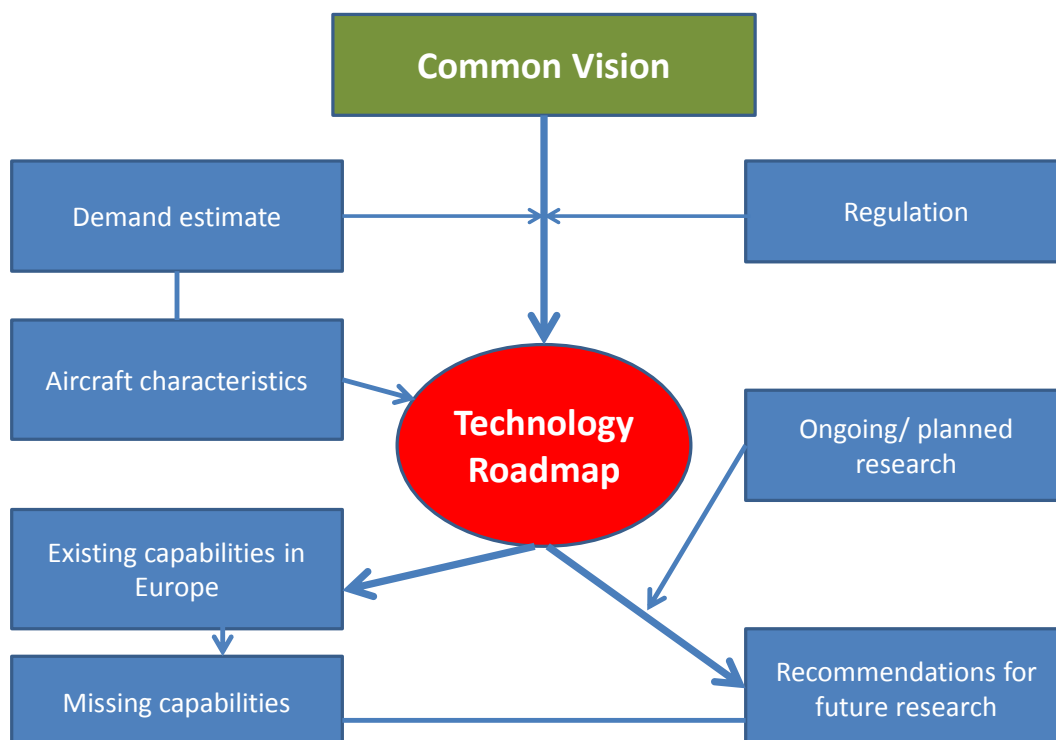 Common Vision
Demand estimate
Regulation
Aircraft characteristics
Technology
Roadmap
Ongoing/ planned
research
Existing capabilities in
Europe
Missing capabilities
Recommendations for
future research